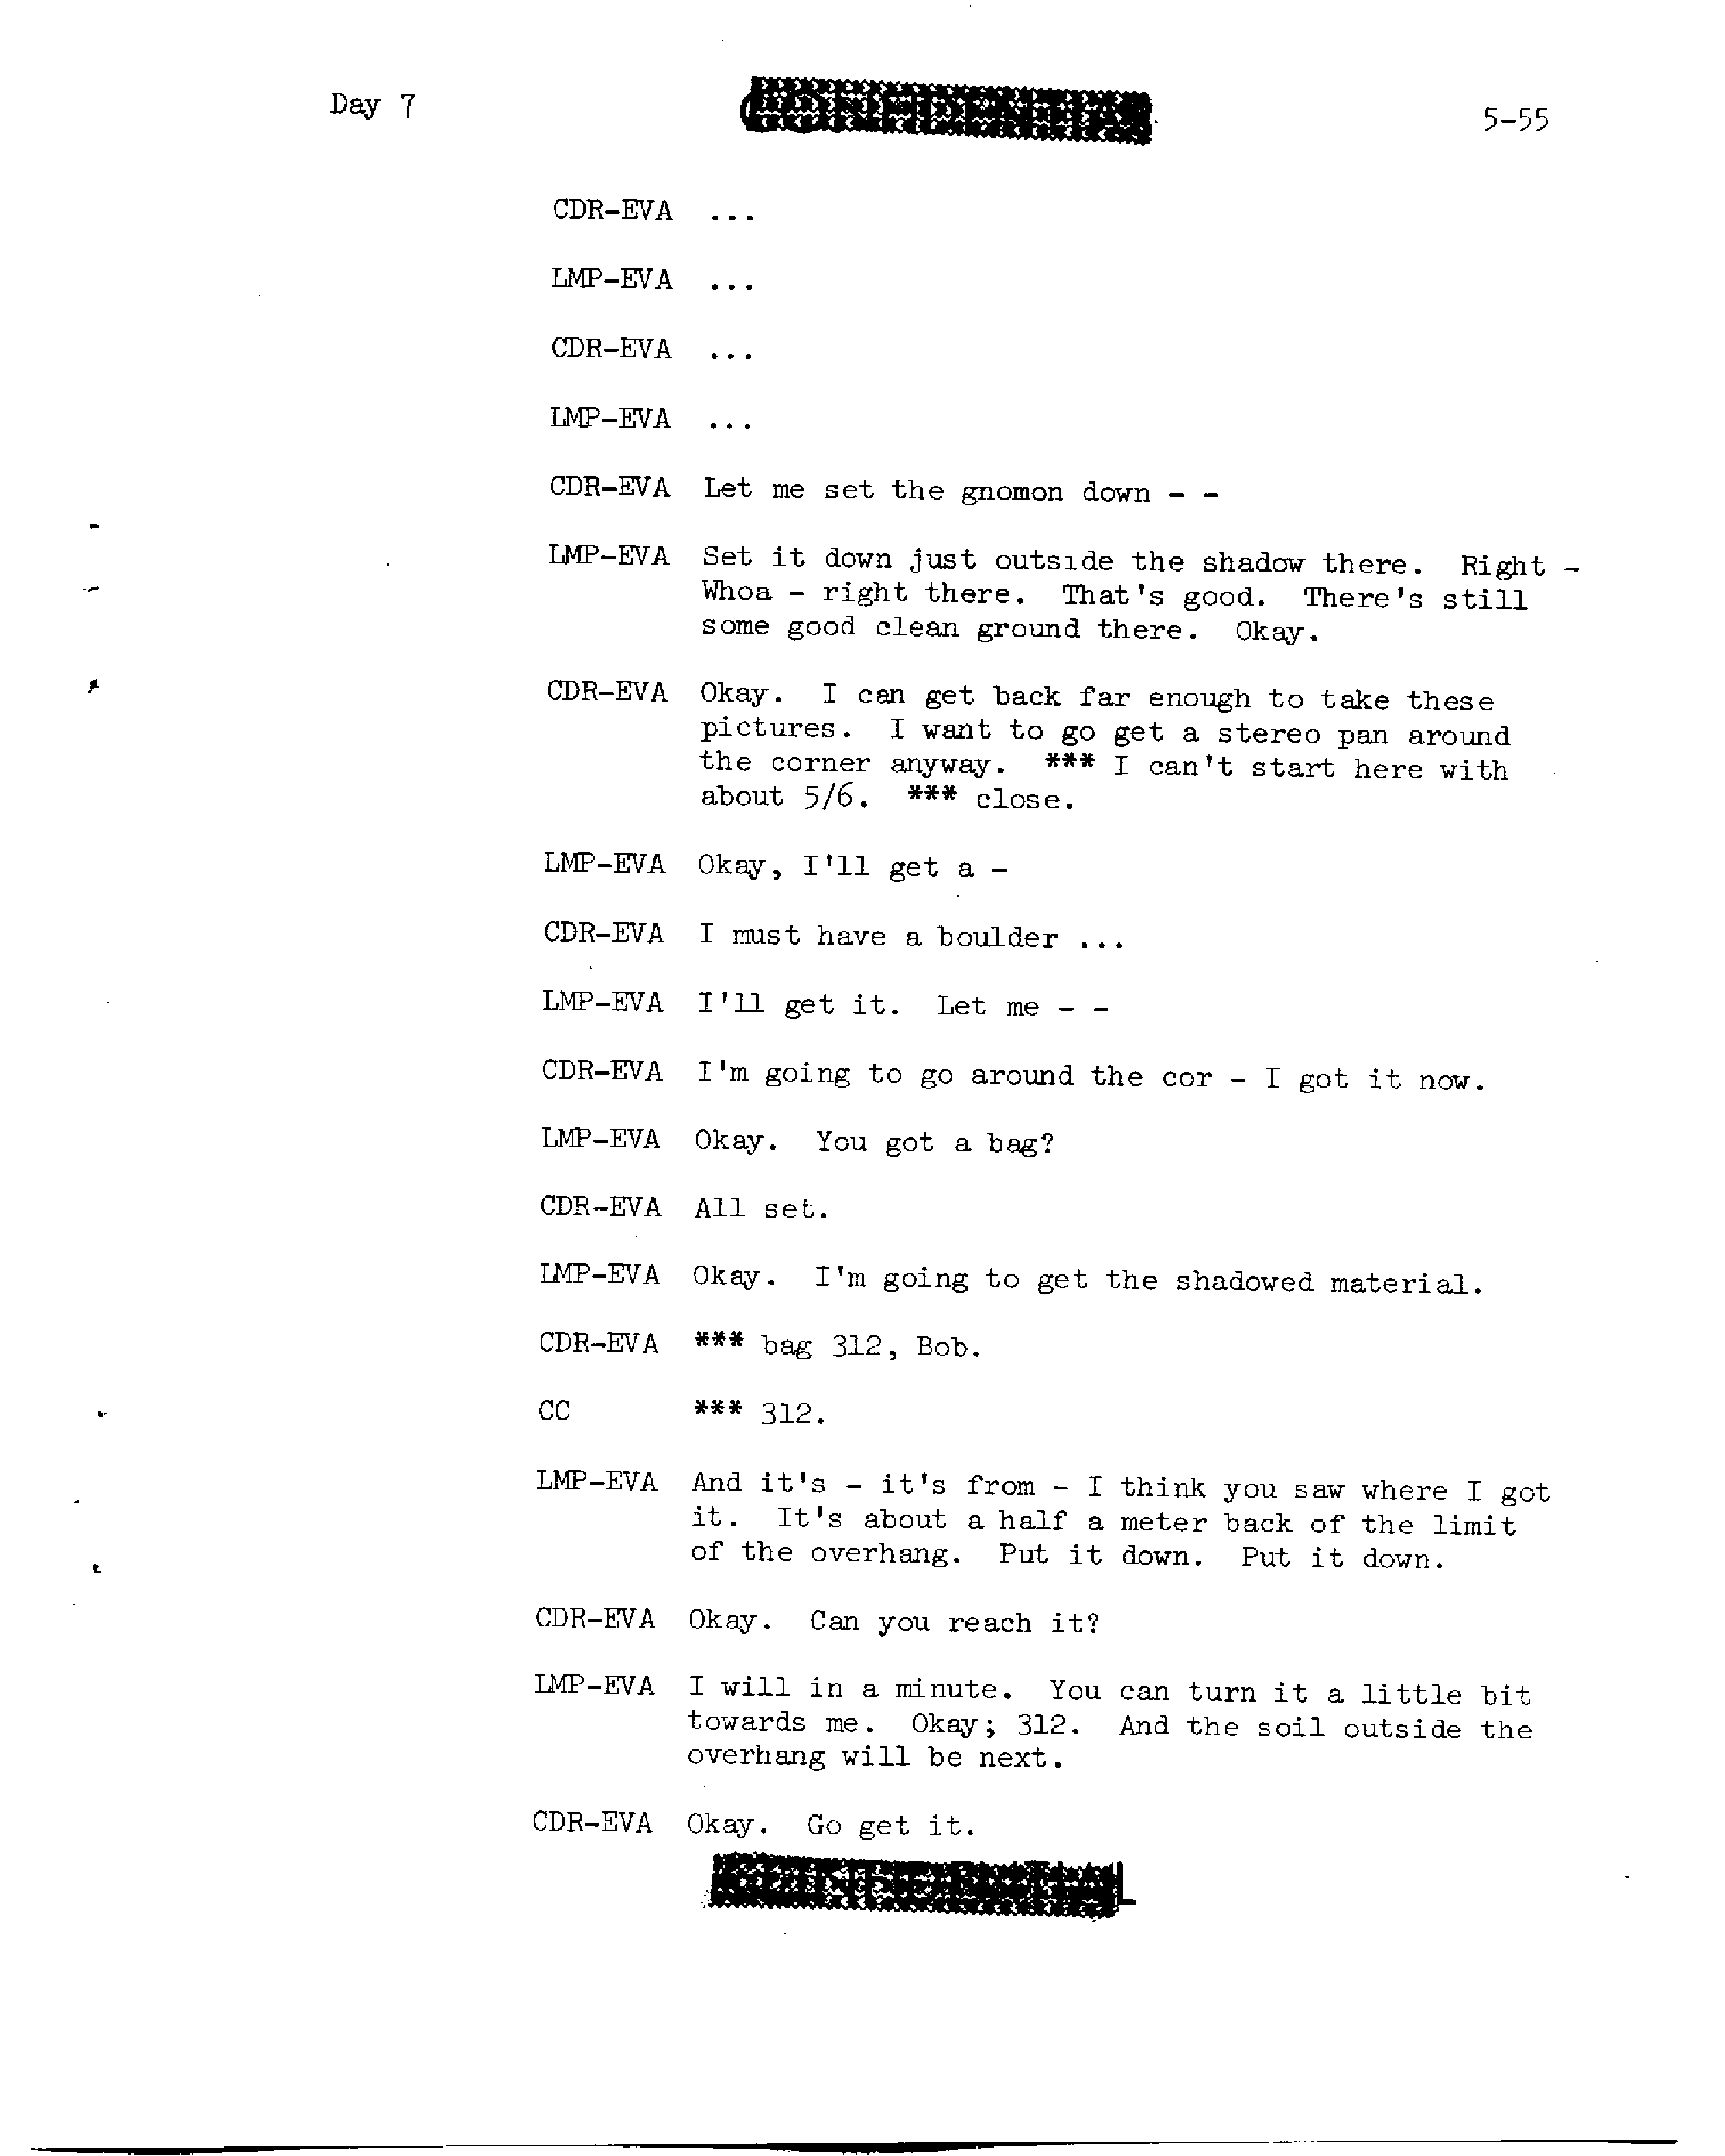 Day 7
CONFIDENTIAL
5-55
CDR-EVA ...
LMP-EVA ...
CDR-EVA ...
LMP-EVA ...
CDR-EVA Let me set the gnomon down - -
LMP-EVA Set it down just outside the shadow there. Right -
Whoa - right there. That's good. There's still
some good clean ground there. Okay.
CDR-EVA Okay. I can get back far enough to take these
pictures. I want to go get a stereo pan around
the corner anyway. *** I can't start here with
about 5/6. *** close.
LMP-EVA Okay, I'll get a -
CDR-EVA I must have a boulder ...
LMP-EVA I'll get it. Let me - -
CDR-EVA I'm going to go around the cor - I got it now.
LMP-EVA Okay. You got a bag?
CDR-EVA All set.
LMP-EVA Okay. I'm going to get the shadowed material.
CDR-EVA *** bag 312, Bob.
CC *** 312.
LMP-EVA And it's - it's from - I think you saw where I got
it. It's about a half a meter back of the limit
of the overhang. Put it down. Put it down.
CDR-EVA Okay. Can you reach it?
LMP-EVA I will in a minute. You can turn it a little bit
towards me. Okay; 312. And the soil outside the
overhang will be next.
CDR-EVA Okay. Go get it.
CONFIDENTIAL